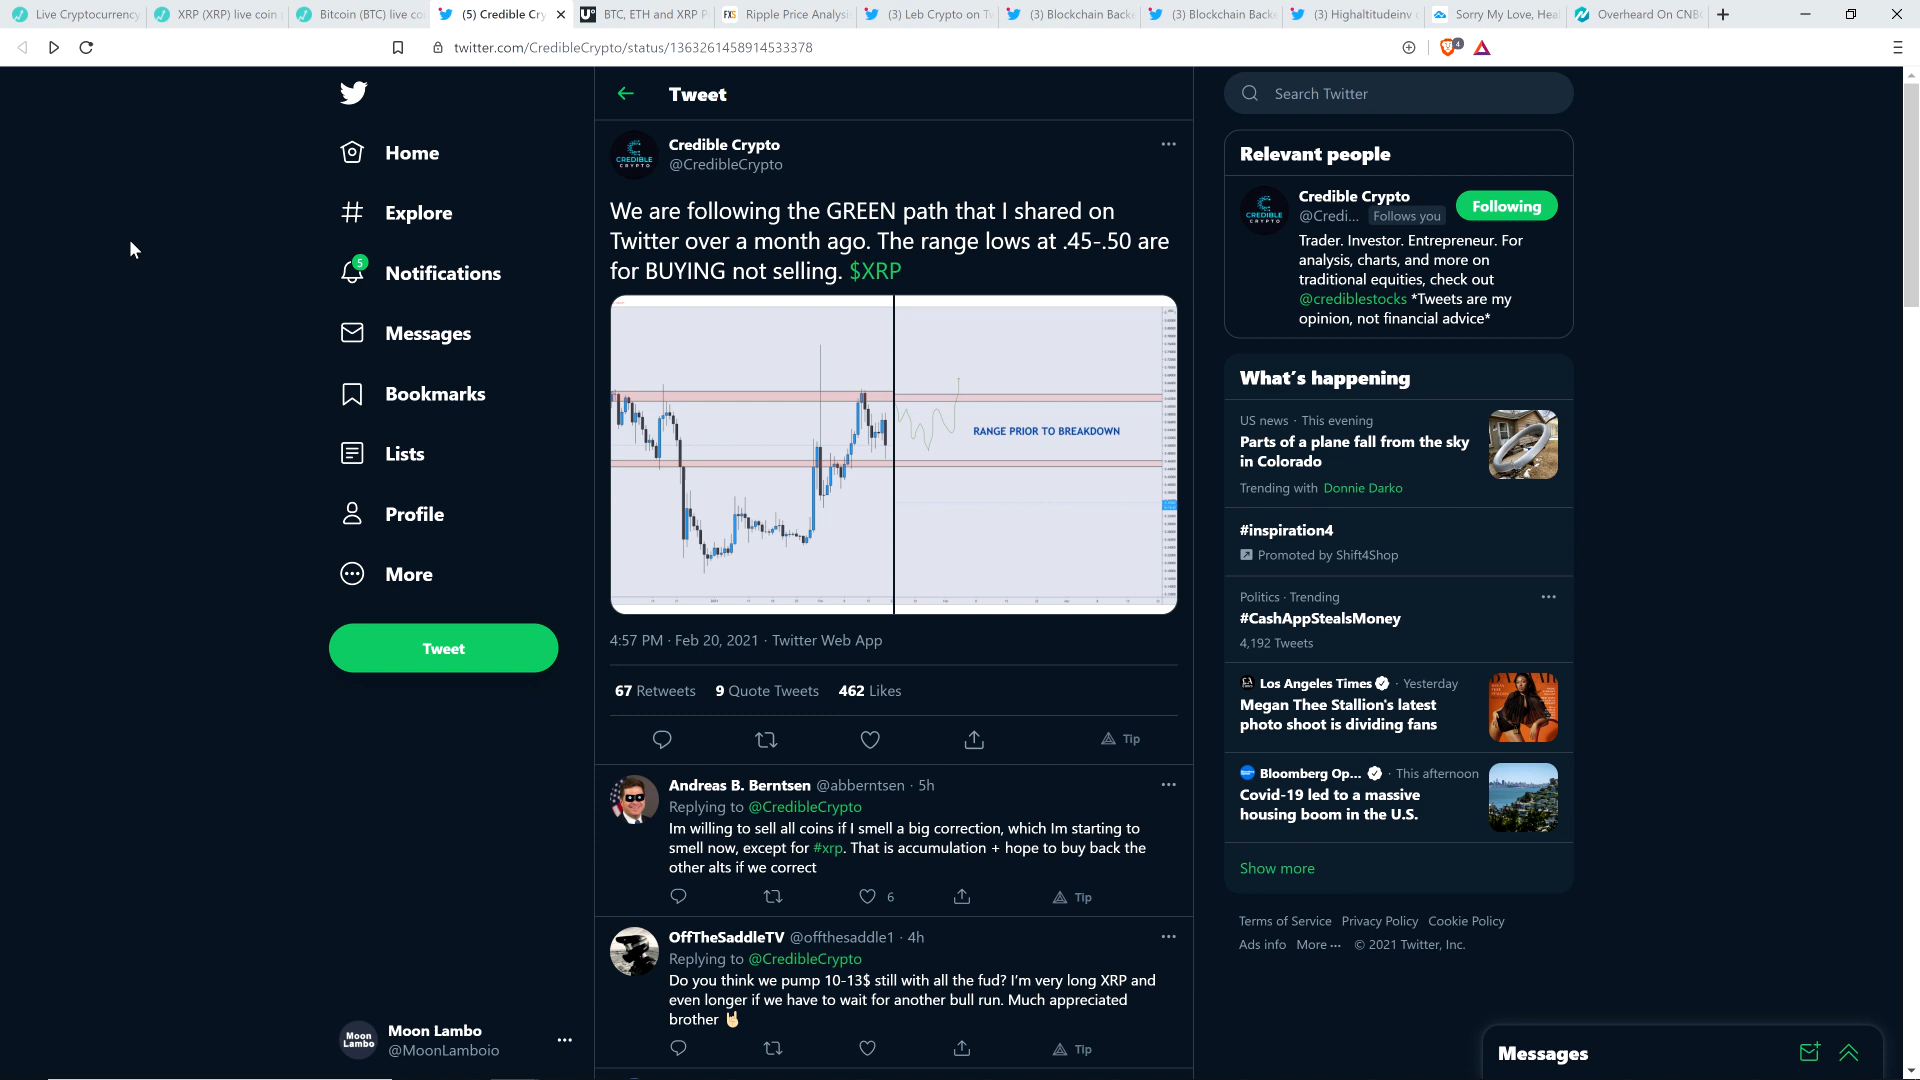 Live Cryptocurrency
XRP (XRP) live coin
Bitcoin (BTC) live co
(5) Credible Cry
BTC, ETH and XRP P
Ripple Price Analysi
(3) Leb Crypto on Tw
(3) Blockchain Backe
(3) Blockchain Backe
(3) Highaltitudeinv
Sorry My Love, Hea
Overheard On CNBC
twitter.com/CredibleCrypto/status/1363261458914533378
4
Home
Explore
5
Notifications
Messages
Bookmarks
Lists
Profile
More
Tweet
Moon Lambo
Moon Lambo
@MoonLamboio
Tweet
CREDIBLE CRYPTO
Credible Crypto
@CredibleCrypto
We are following the GREEN path that I shared on
Twitter over a month ago. The range lows at .45-.50 are
for BUYING not selling. $XRP
RANGE PRIOR TO BREAKDOWN
4:57 PM · Feb 20, 2021 · Twitter Web App
67 Retweets 9 Quote Tweets 462 Likes
Tip
Andreas B. Berntsen @abberntsen · 5h
Replying to @CredibleCrypto
Im willing to sell all coins if I smell a big correction, which Im starting to
smell now, except for #xrp. That is accumulation + hope to buy back the
other alts if we correct
6
Tip
OffTheSaddleTV @offthesaddle1 · 4h
Replying to @CredibleCrypto
Do you think we pump 10-13$ still with all the fud? I'm very long XRP and
even longer if we have to wait for another bull run. Much appreciated
brother 🤘🏻
Tip
Search Twitter
Relevant people
CREDIBLE CRYPTO
Credible Crypto
@Credi... Follows you
Following
Trader. Investor. Entrepreneur. For
analysis, charts, and more on
traditional equities, check out
@crediblestocks *Tweets are my
opinion, not financial advice*
What's happening
US news · This evening
Parts of a plane fall from the sky
in Colorado
Trending with Donnie Darko
#inspiration4
Promoted by Shift4Shop
Politics · Trending
#CashAppStealsMoney
4,192 Tweets
Los Angeles Times · Yesterday
Megan Thee Stallion's latest
photo shoot is dividing fans
Bloomberg Op... · This afternoon
Covid-19 led to a massive
housing boom in the U.S.
Show more
Terms of Service Privacy Policy Cookie Policy
Ads info More ··· © 2021 Twitter, Inc.
Messages